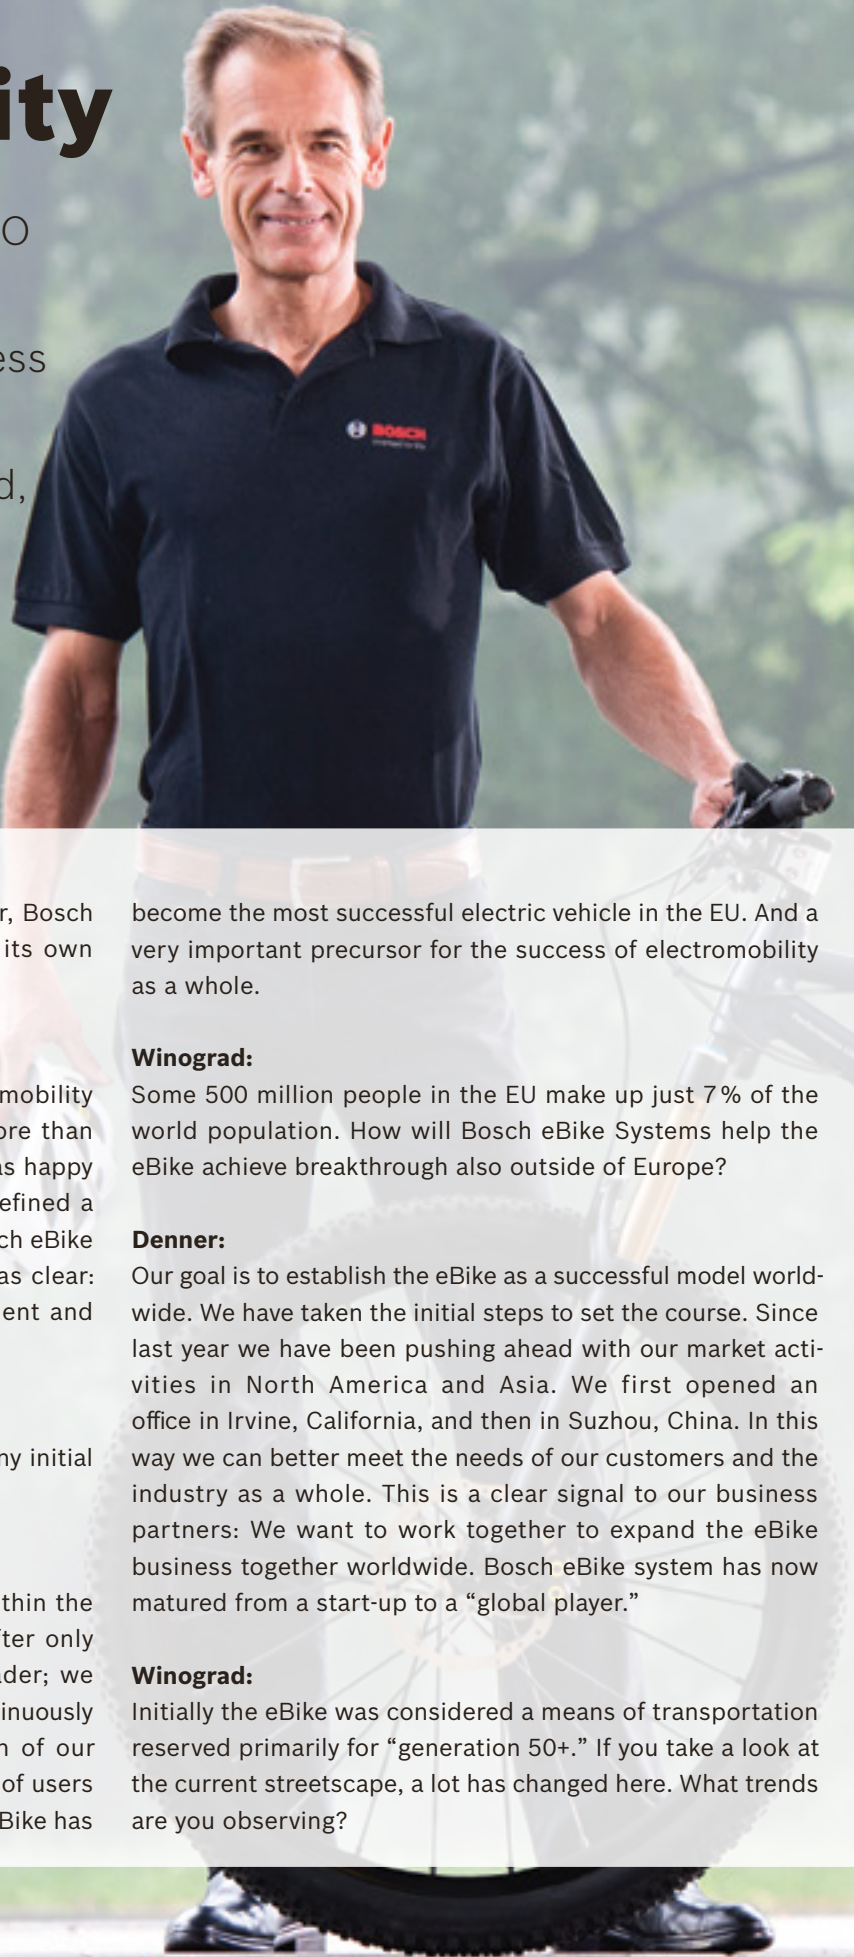 ity
o
ess
d,
BOSCH
r, Bosch
its own
mobility
ore than
as happy
efined a
ch eBike
as clear:
ent and
ny initial
thin the
fter only
ader; we
inuously
n of our
of users
Bike has
become the most successful electric vehicle in the EU. And a
very important precursor for the success of electromobility
as a whole.
Winograd:
Some 500 million people in the EU make up just 7 % of the
world population. How will Bosch eBike Systems help the
eBike achieve breakthrough also outside of Europe?
Denner:
Our goal is to establish the eBike as a successful model world-
wide. We have taken the initial steps to set the course. Since
last year we have been pushing ahead with our market acti-
vities in North America and Asia. We first opened an
office in Irvine, California, and then in Suzhou, China. In this
way we can better meet the needs of our customers and the
industry as a whole. This is a clear signal to our business
partners: We want to work together to expand the eBike
business together worldwide. Bosch eBike system has now
matured from a start-up to a “global player.”
Winograd:
Initially the eBike was considered a means of transportation
reserved primarily for “generation 50+.” If you take a look at
the current streetscape, a lot has changed here. What trends
are you observing?